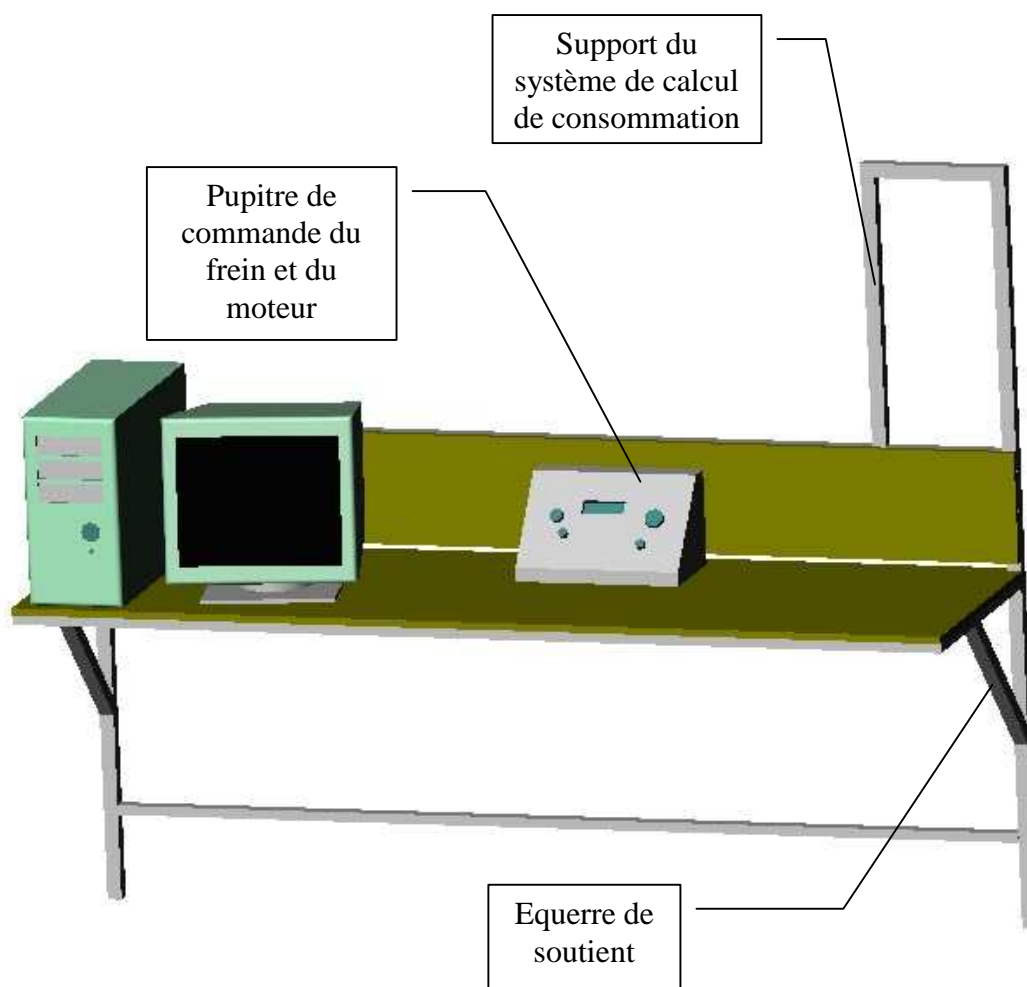 Support du
système de calcul
de consommation
Pupitre de
commande du
frein et du
moteur
Equerre de
soutient